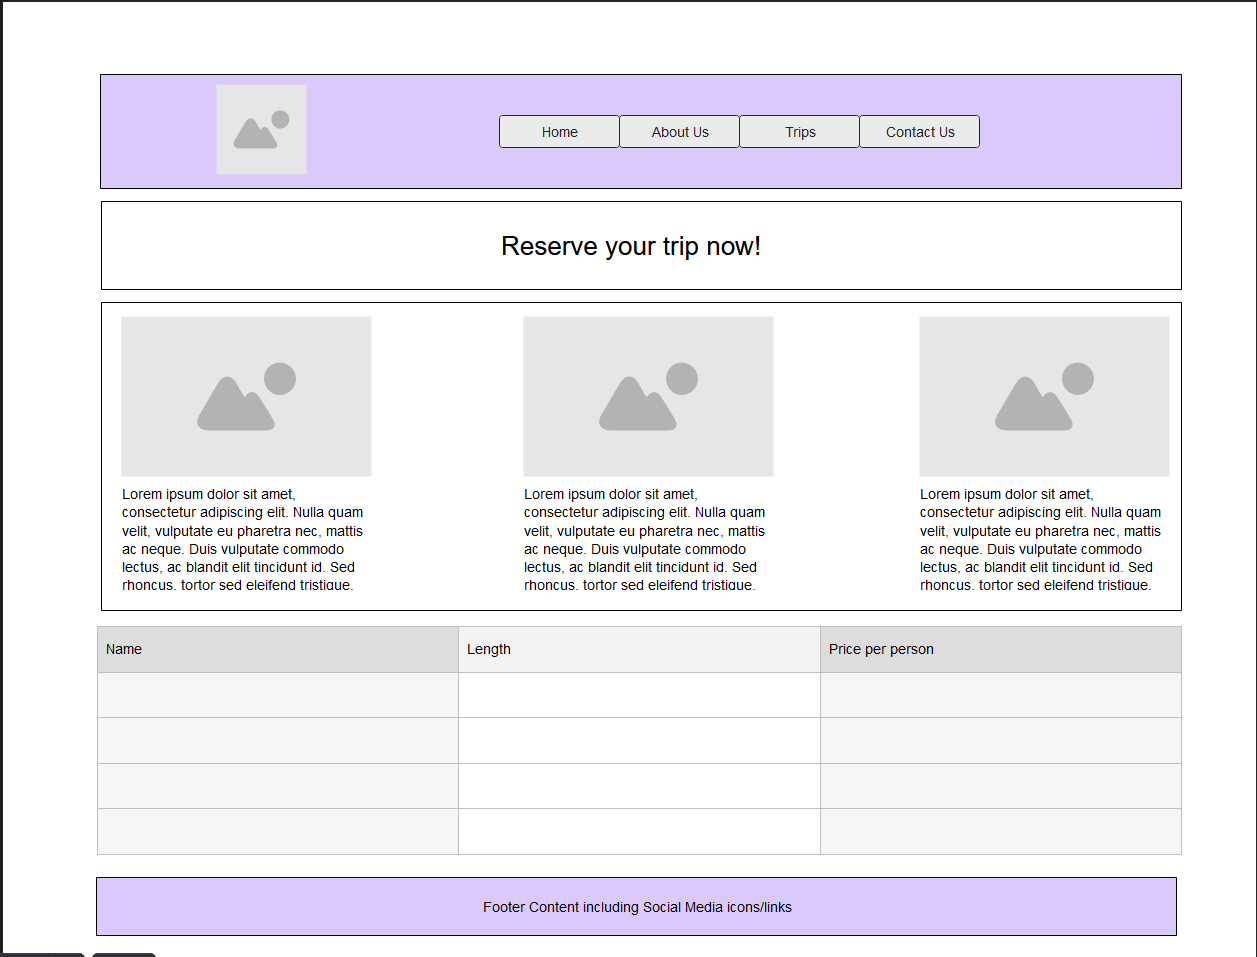 Home About Us Trips Contact Us
Reserve your trip now!
Lorem ipsum dolor sit amet,
consectetur adipiscing elit. Nulla quam
velit, vulputate eu pharetra nec, mattis
ac neque. Duis vulputate commodo
lectus, ac blandit elit tincidunt id. Sed
rhoncus, tortor sed eleifend tristique,
Lorem ipsum dolor sit amet,
consectetur adipiscing elit. Nulla quam
velit, vulputate eu pharetra nec, mattis
ac neque. Duis vulputate commodo
lectus, ac blandit elit tincidunt id. Sed
rhoncus, tortor sed eleifend tristique,
Lorem ipsum dolor sit amet,
consectetur adipiscing elit. Nulla quam
velit, vulputate eu pharetra nec, mattis
ac neque. Duis vulputate commodo
lectus, ac blandit elit tincidunt id. Sed
rhoncus, tortor sed eleifend tristique,
Name Length Price per person
Footer Content including Social Media icons/links